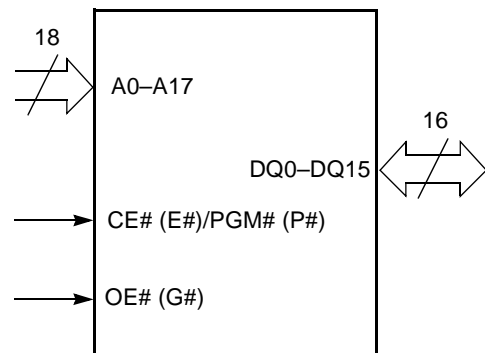 18
A0–A17
16
DQ0–DQ15
CE# (E#)/PGM# (P#)
OE# (G#)